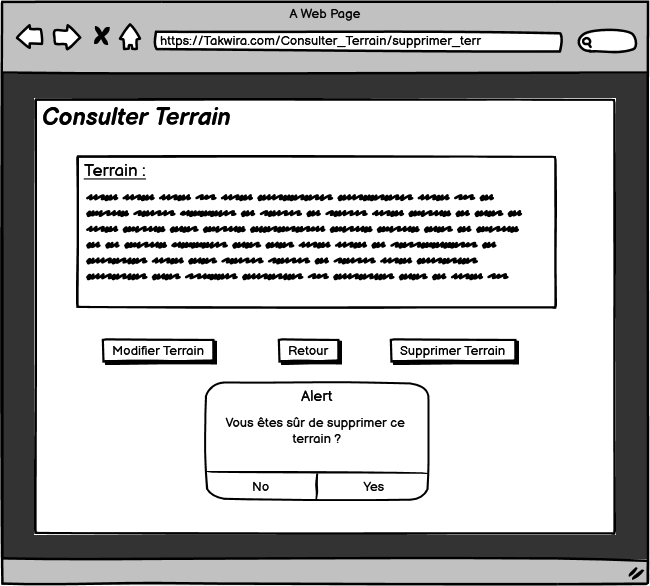 A Web Page
https://Takwira.com/Consulter_Terrain/supprimer_terr
Consulter Terrain
Terrain :
Modifier Terrain
Retour
Supprimer Terrain
Alert
Vous êtes sûr de supprimer ce
terrain ?
No
Yes